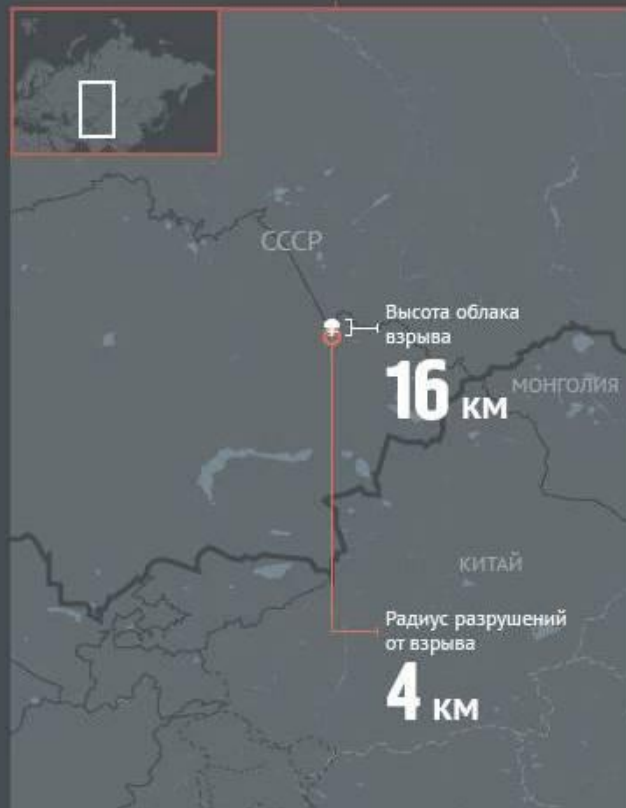 СССР
Высота облака
взрыва
16 км
МОНГОЛИЯ
КИТАЙ
Радиус разрушений
от взрыва
4 км